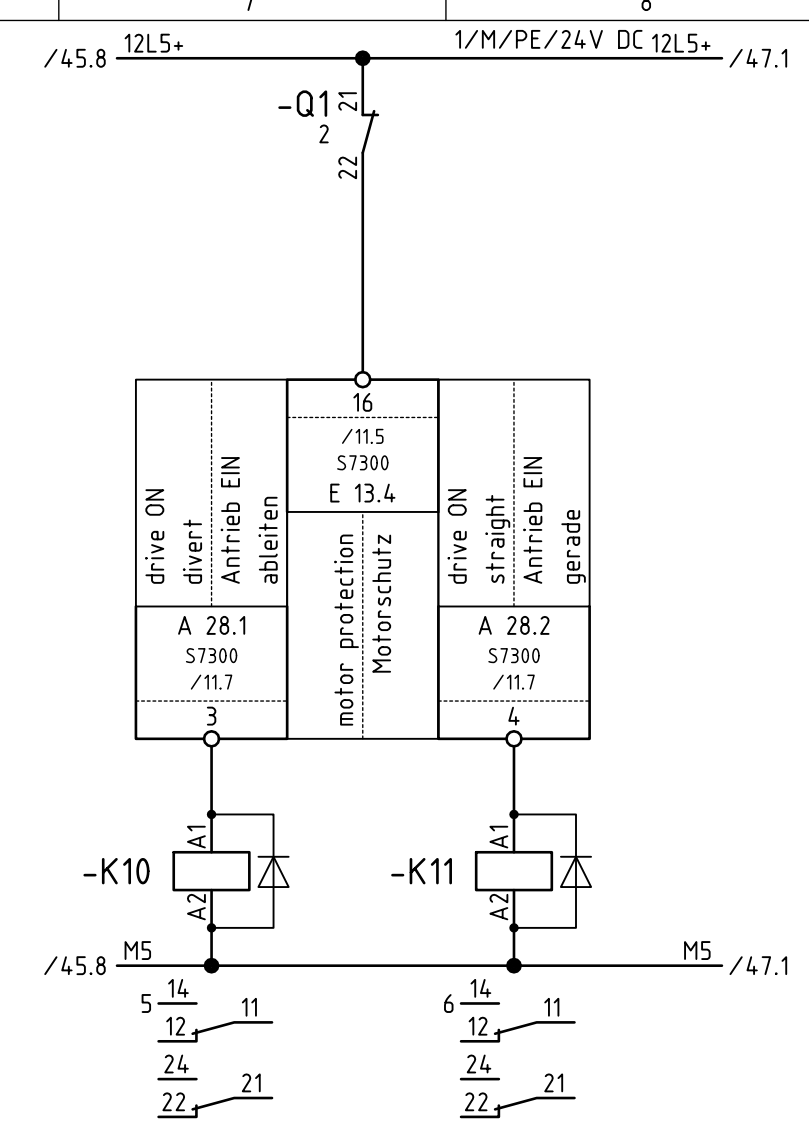 7
8
/45.8 12L5+ 1/M/PE/24V DC 12L5+ /47.1
-Q1 21
2
22
16
/11.5
S7300
E 13.4
drive ON
divert
Antrieb EIN
ableiten
motor protection
Motorschutz
drive ON
straight
Antrieb EIN
gerade
A 28.1
S7300
/11.7
3
A 28.2
S7300
/11.7
4
A1
-K10
A2
A1
-K11
A2
/45.8 M5 M5 /47.1
5 14
12 11
24
22 21
6 14
12 11
24
22 21